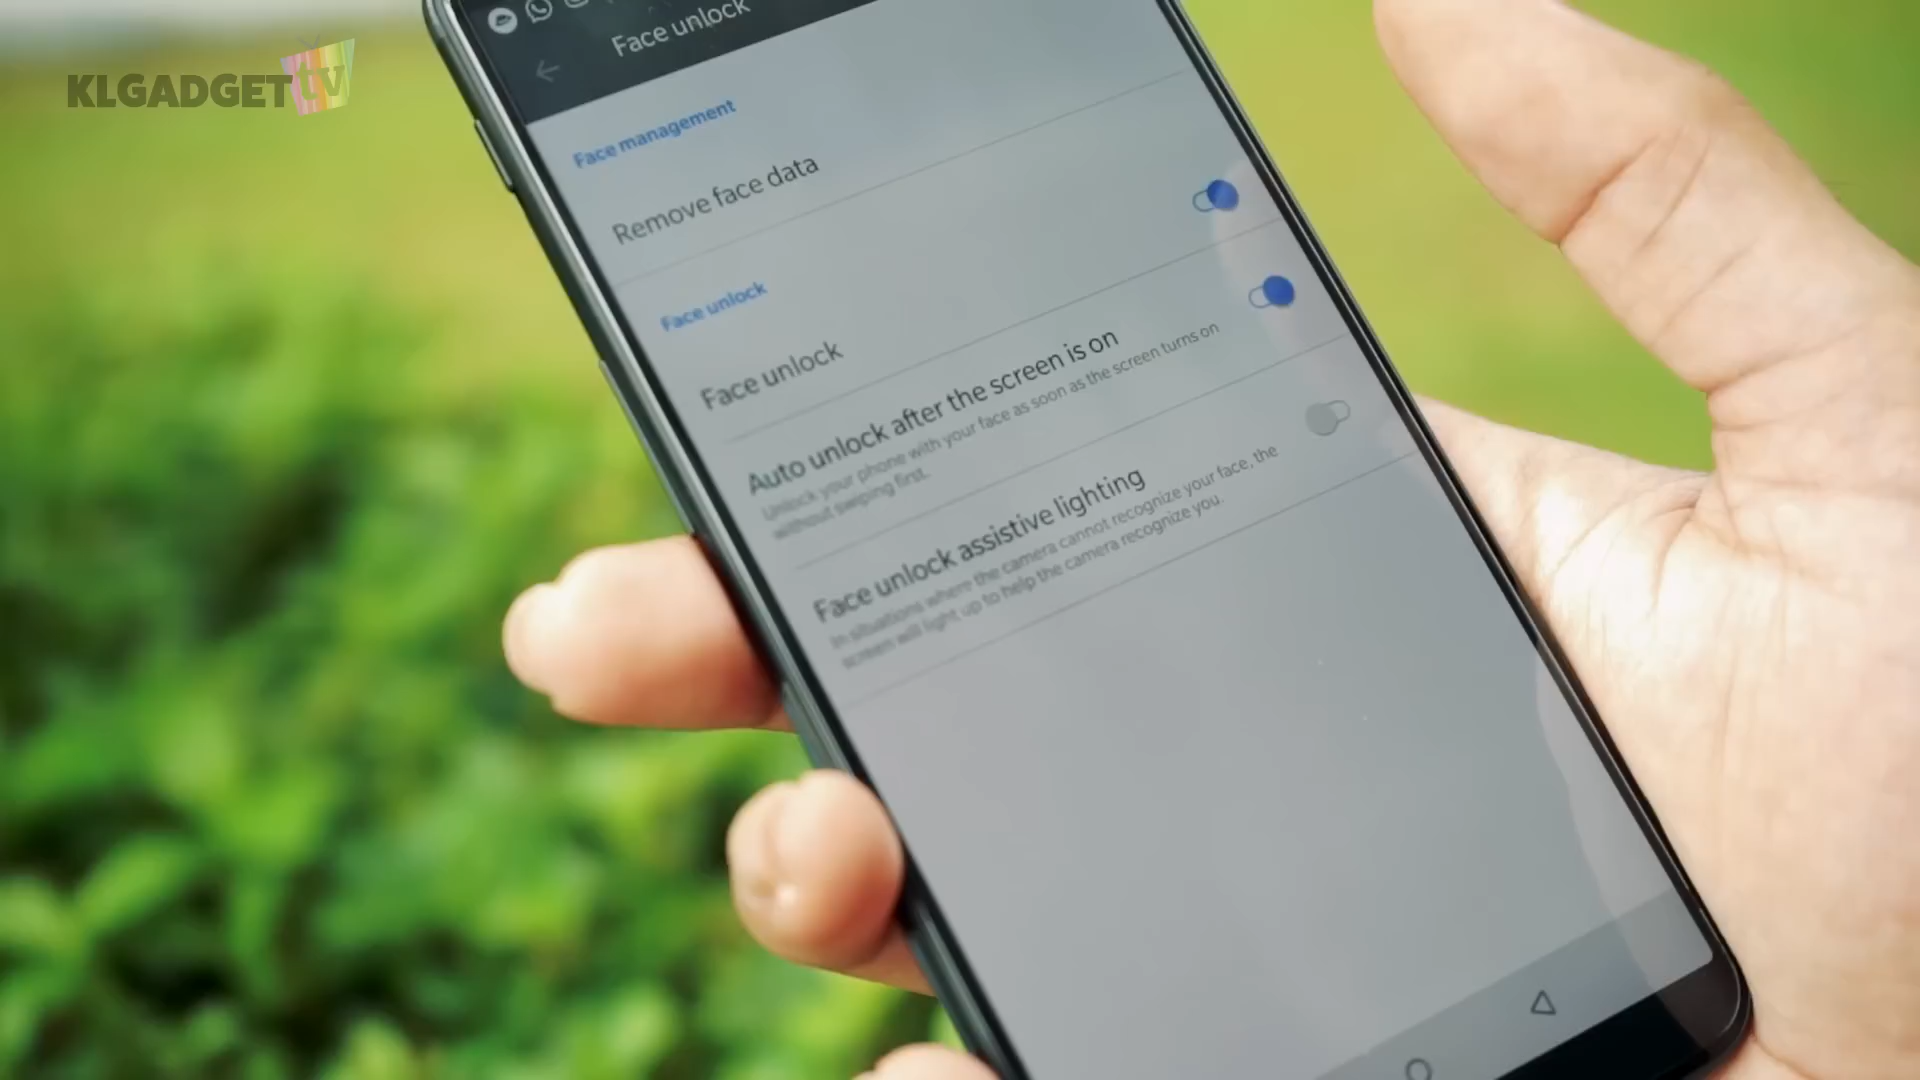 KLGADGET tv
Face unlock
Face management
Remove face data
Face unlock
Face unlock
Auto unlock after the screen is on
Unlock your phone with your face as soon as the screen turns on
without swiping first.
Face unlock assistive lighting
In situations where the camera cannot recognize your face, the
screen will light up to help the camera recognize you.